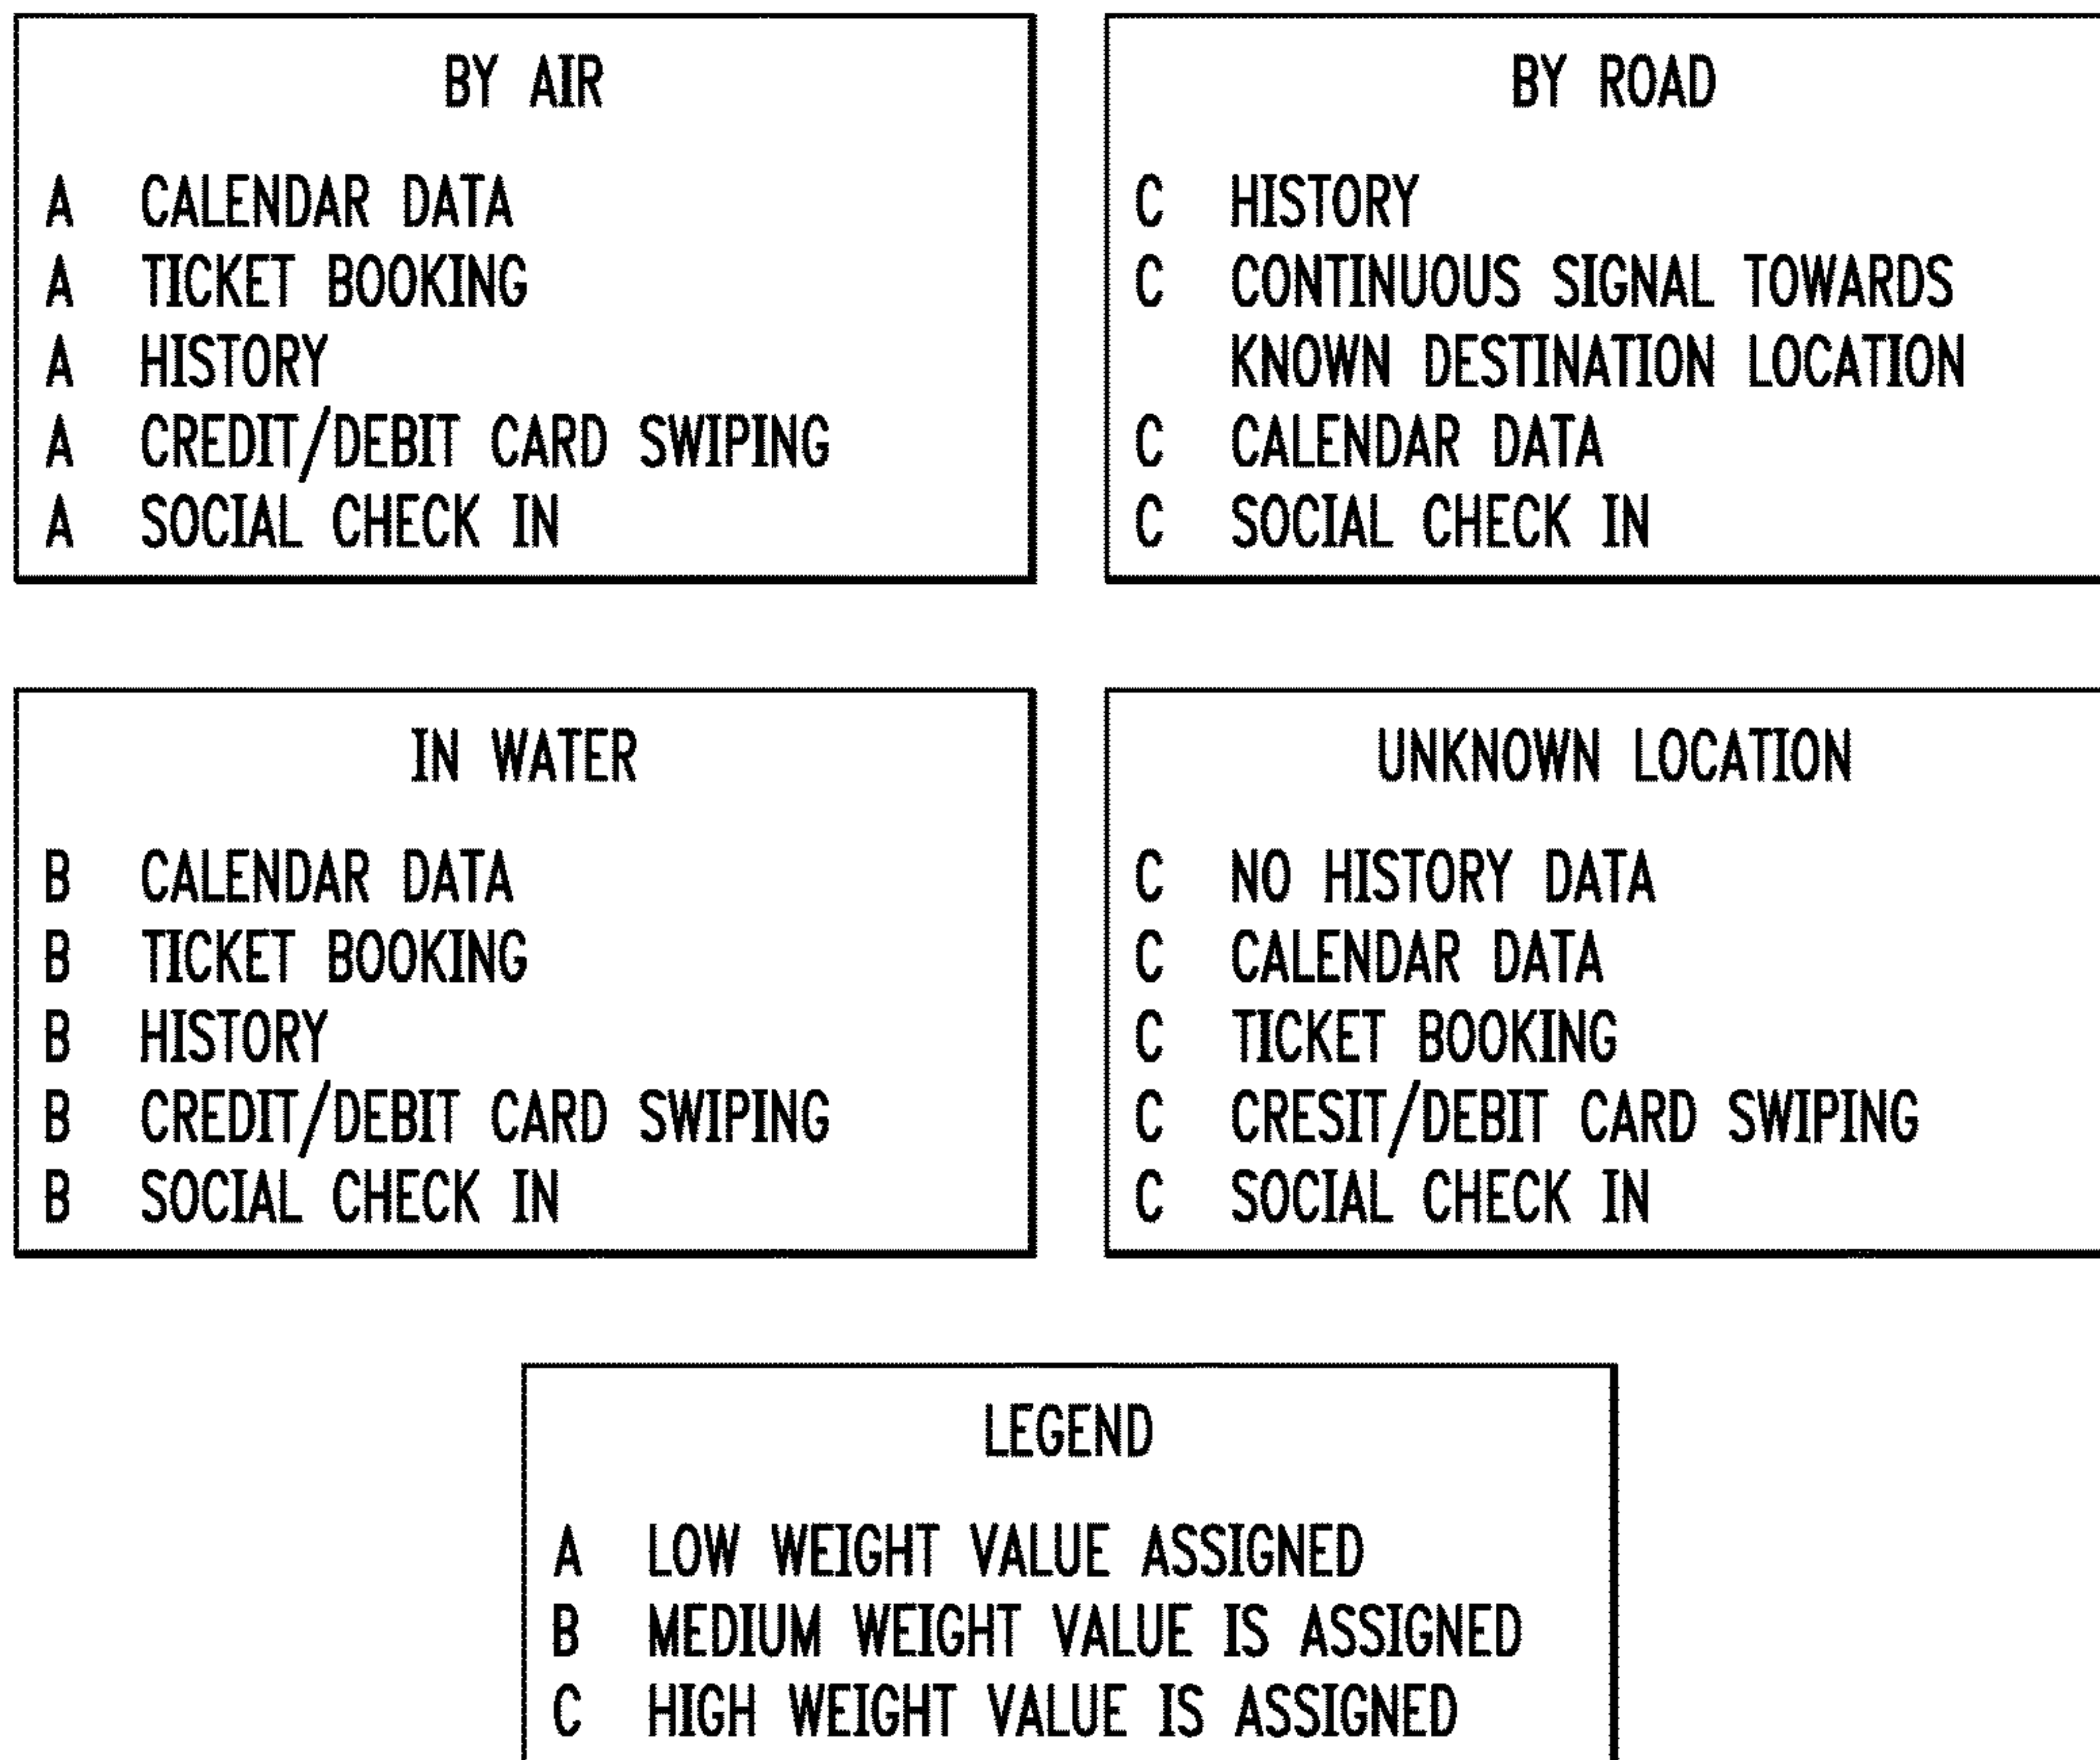 BY AIR
A CALENDAR DATA
A TICKET BOOKING
A HISTORY
A CREDIT/DEBIT CARD SWIPING
A SOCIAL CHECK IN
BY ROAD
C HISTORY
C CONTINUOUS SIGNAL TOWARDS
KNOWN DESTINATION LOCATION
C CALENDAR DATA
C SOCIAL CHECK IN
IN WATER
B CALENDAR DATA
B TICKET BOOKING
B HISTORY
B CREDIT/DEBIT CARD SWIPING
B SOCIAL CHECK IN
UNKNOWN LOCATION
C NO HISTORY DATA
C CALENDAR DATA
C TICKET BOOKING
C CRESIT/DEBIT CARD SWIPING
C SOCIAL CHECK IN
LEGEND
A LOW WEIGHT VALUE ASSIGNED
B MEDIUM WEIGHT VALUE IS ASSIGNED
C HIGH WEIGHT VALUE IS ASSIGNED